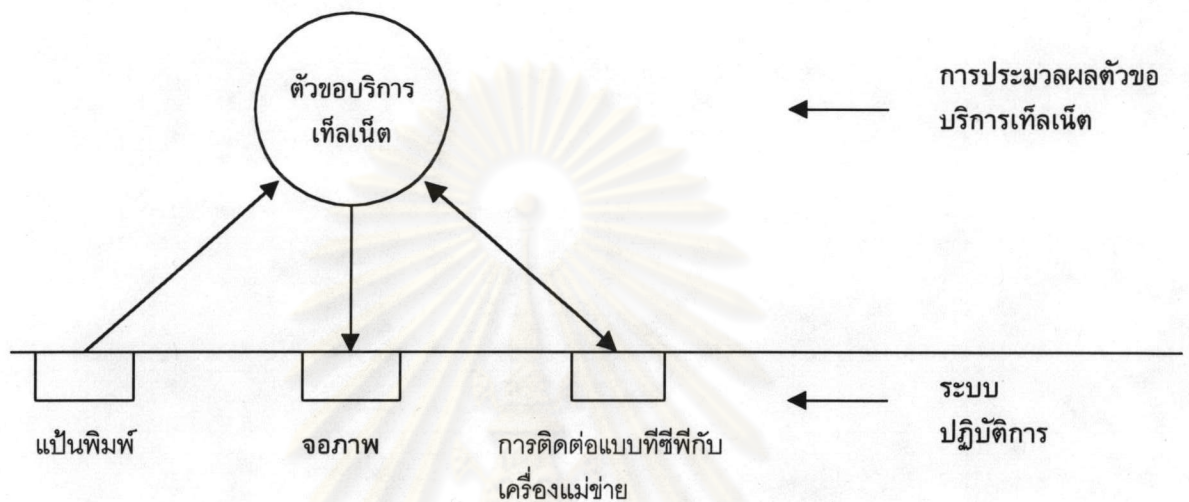 ตัวขอบริการ
เท็ลเน็ต
การประมวลผลตัวขอ
บริการเท็ลเน็ต
แป้นพิมพ์
จอภาพ
การติดต่อแบบทีซีพีกับ
เครื่องแม่ข่าย
ระบบ
ปฏิบัติการ